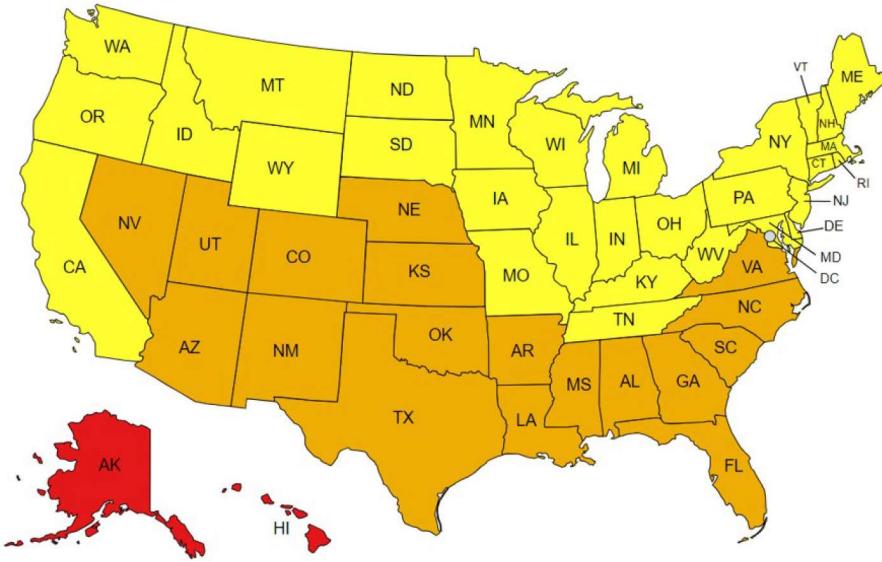 WA
MT
ND
MN
VT
ME
OR
ID
SD
WI
NY
NH
WY
MI
MA
CT
RI
IA
PA
NJ
NV
NE
IL
IN
OH
DE
UT
CO
WV
MD
CA
KS
MO
KY
VA
DC
TN
NC
AZ
NM
OK
AR
SC
MS
AL
GA
TX
LA
FL
AK
HI